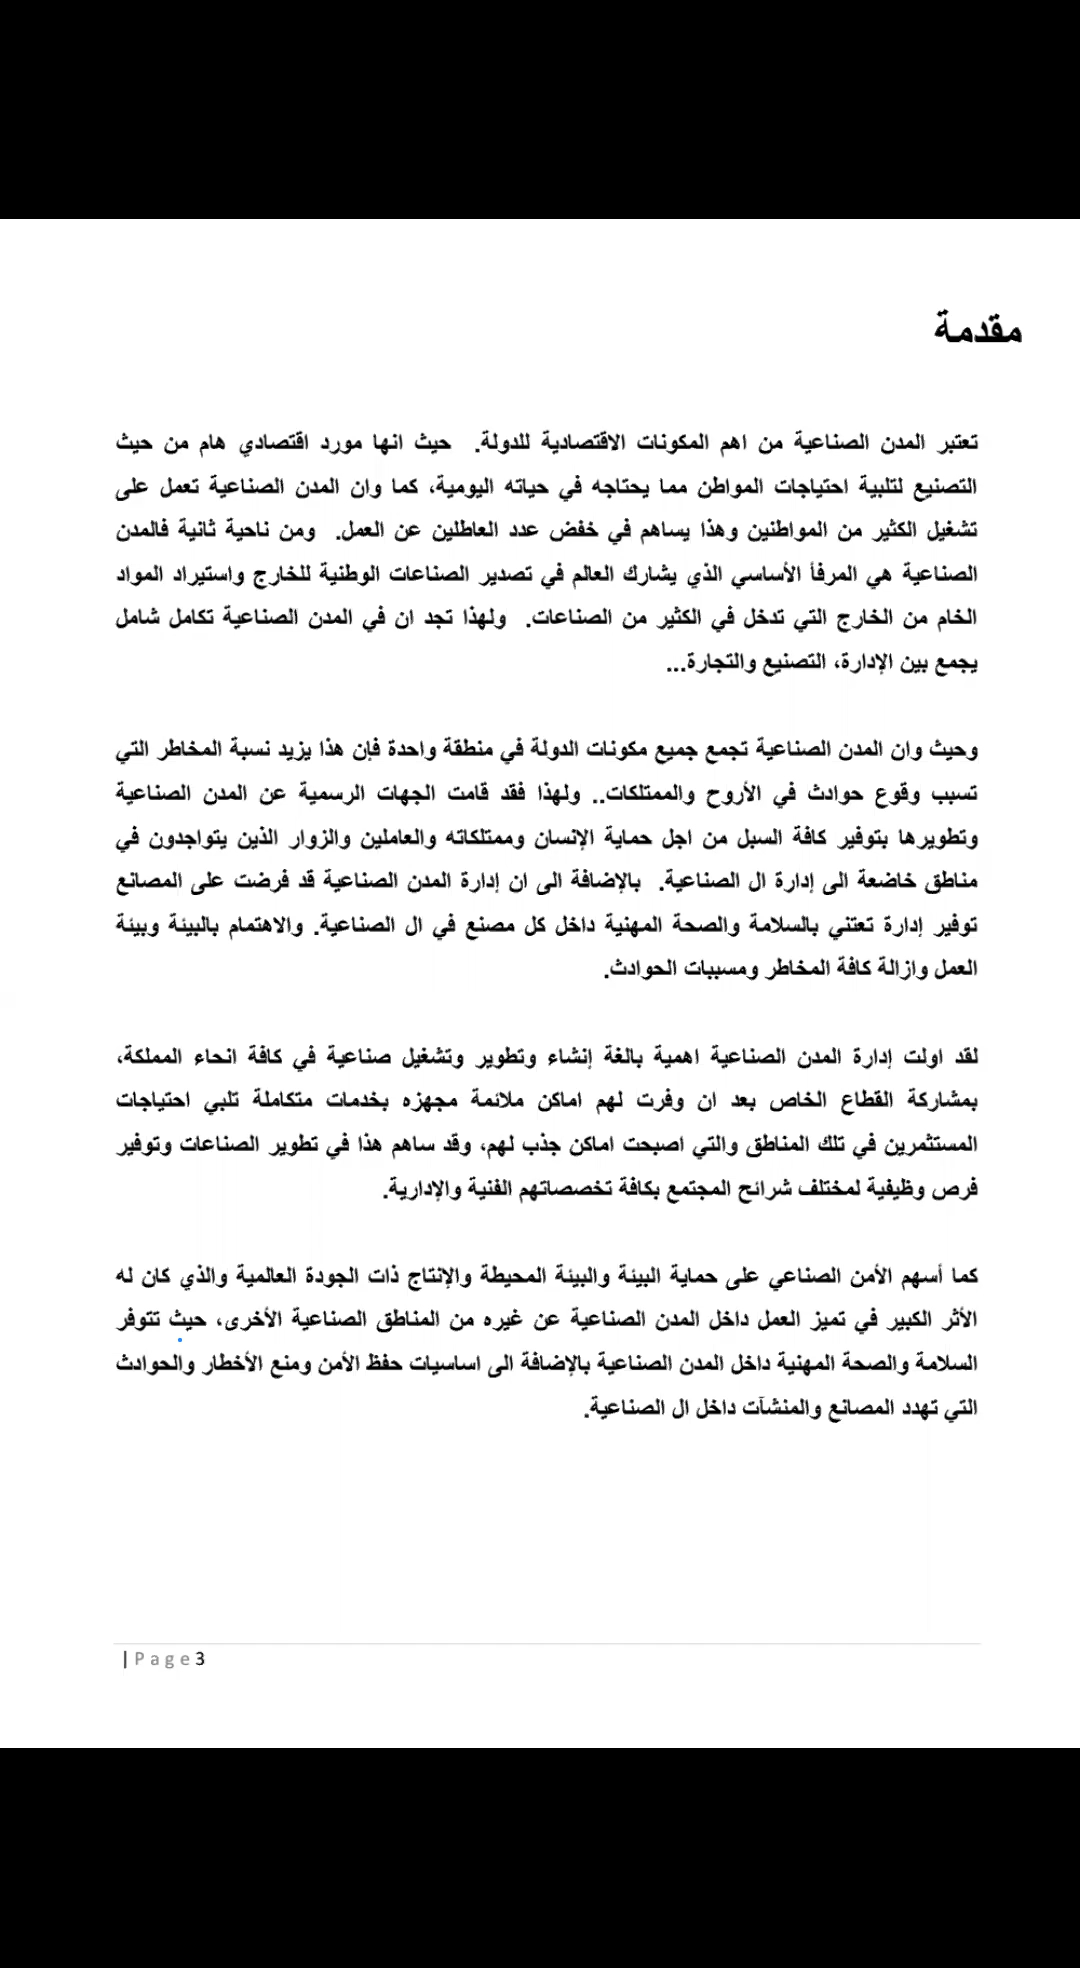 مقدمة
تعتبر المدن الصناعية من اهم المكونات الاقتصادية للدولة. حيث انها مورد اقتصادي هام من حيث
التصنيع لتلبية احتياجات المواطن مما يحتاجه في حياته اليومية، كما وان المدن الصناعية تعمل على
تشغيل الكثير من المواطنين وهذا يساهم في خفض عدد العاطلين عن العمل. ومن ناحية ثانية فالمدن
الصناعية هي المرفأ الأساسي الذي يشارك العالم في تصدير الصناعات الوطنية للخارج واستيراد المواد
الخام من الخارج التي تدخل في الكثير من الصناعات. ولهذا تجد ان في المدن الصناعية تكامل شامل
يجمع بين الإدارة، التصنيع والتجارة...
وحيث وان المدن الصناعية تجمع جميع مكونات الدولة في منطقة واحدة فإن هذا يزيد نسبة المخاطر التي
تسبب وقوع حوادث في الأروح والممتلكات.. ولهذا فقد قامت الجهات الرسمية عن المدن الصناعية
وتطويرها بتوفير كافة السبل من اجل حماية الإنسان وممتلكاته والعاملين والزوار الذين يتواجدون في
مناطق خاضعة الى إدارة ال الصناعية. بالإضافة الى ان إدارة المدن الصناعية قد فرضت على المصانع
توفير إدارة تعتني بالسلامة والصحة المهنية داخل كل مصنع في ال الصناعية. والاهتمام بالبيئة وبيئة
العمل وازالة كافة المخاطر ومسببات الحوادث.
لقد اولت إدارة المدن الصناعية اهمية بالغة إنشاء وتطوير وتشغيل صناعية في كافة انحاء المملكة،
بمشاركة القطاع الخاص بعد ان وفرت لهم اماكن ملائمة مجهزه بخدمات متكاملة تلبي احتياجات
المستثمرين في تلك المناطق والتي اصبحت اماكن جذب لهم، وقد ساهم هذا في تطوير الصناعات وتوفير
فرص وظيفية لمختلف شرائح المجتمع بكافة تخصصاتهم الفنية والإدارية.
كما أسهم الأمن الصناعي على حماية البيئة والبيئة المحيطة والإنتاج ذات الجودة العالمية والذي كان له
الأثر الكبير في تميز العمل داخل المدن الصناعية عن غيره من المناطق الصناعية الأخرى، حيث تتوفر
السلامة والصحة المهنية داخل المدن الصناعية بالإضافة الى اساسيات حفظ الأمن ومنع الأخطار والحوادث
التي تهدد المصانع والمنشآت داخل ال الصناعية.
| Page 3